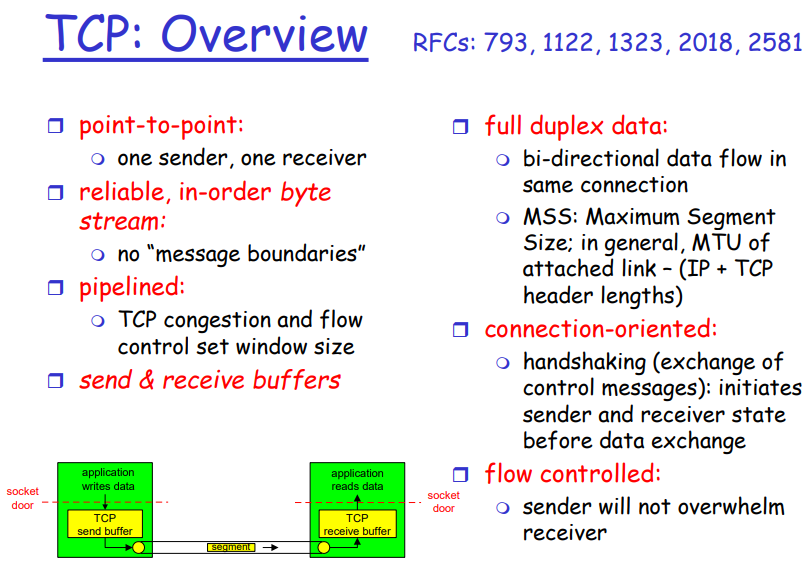 TCP: Overview
RFCs: 793, 1122, 1323, 2018, 2581
point-to-point:
one sender, one receiver
reliable, in-order byte
stream:
no “message boundaries”
pipelined:
TCP congestion and flow
control set window size
send & receive buffers
full duplex data:
bi-directional data flow in
same connection
MSS: Maximum Segment
Size; in general, MTU of
attached link – (IP + TCP
header lengths)
connection-oriented:
handshaking (exchange of
control messages): initiates
sender and receiver state
before data exchange
flow controlled:
sender will not overwhelm
receiver
socket
door
application
writes data
TCP
send buffer
segment
application
reads data
TCP
receive buffer
socket
door